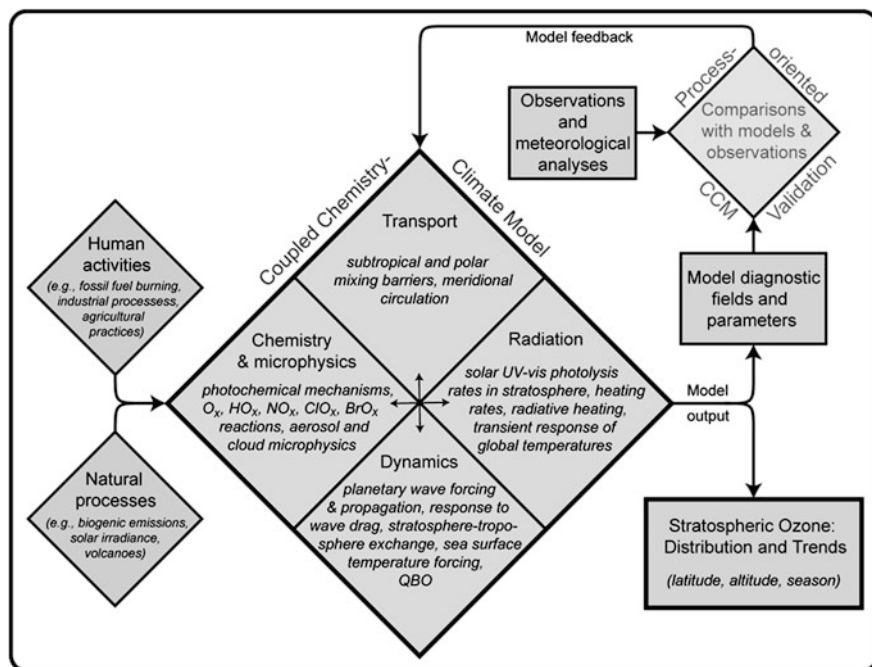 Model feedback
Process-
oriented
CCM
Validation
Comparisons
with models &
observations
Observations
and
meteorological
analyses
Coupled Chemistry-
Climate Model
Transport
subtropical and polar
mixing barriers, meridional
circulation
Human
activities
(e.g., fossil fuel burning,
industrial processess,
agricultural
practices)
Model diagnostic
fields and
parameters
Chemistry
& microphysics
photochemical mechanisms,
Ox, HOx, NOx, ClOx, BrOx
reactions, aerosol and
cloud microphysics
Radiation
solar UV-vis photolysis
rates in stratosphere, heating
rates, radiative heating,
transient response of
global temperatures
Model
output
Dynamics
planetary wave forcing
& propagation, response to
wave drag, stratosphere-tropo-
sphere exchange, sea surface
temperature forcing,
QBO
Natural
processes
(e.g., biogenic emissions,
solar irradiance,
volcanoes)
Stratospheric Ozone:
Distribution and Trends
(latitude, altitude, season)